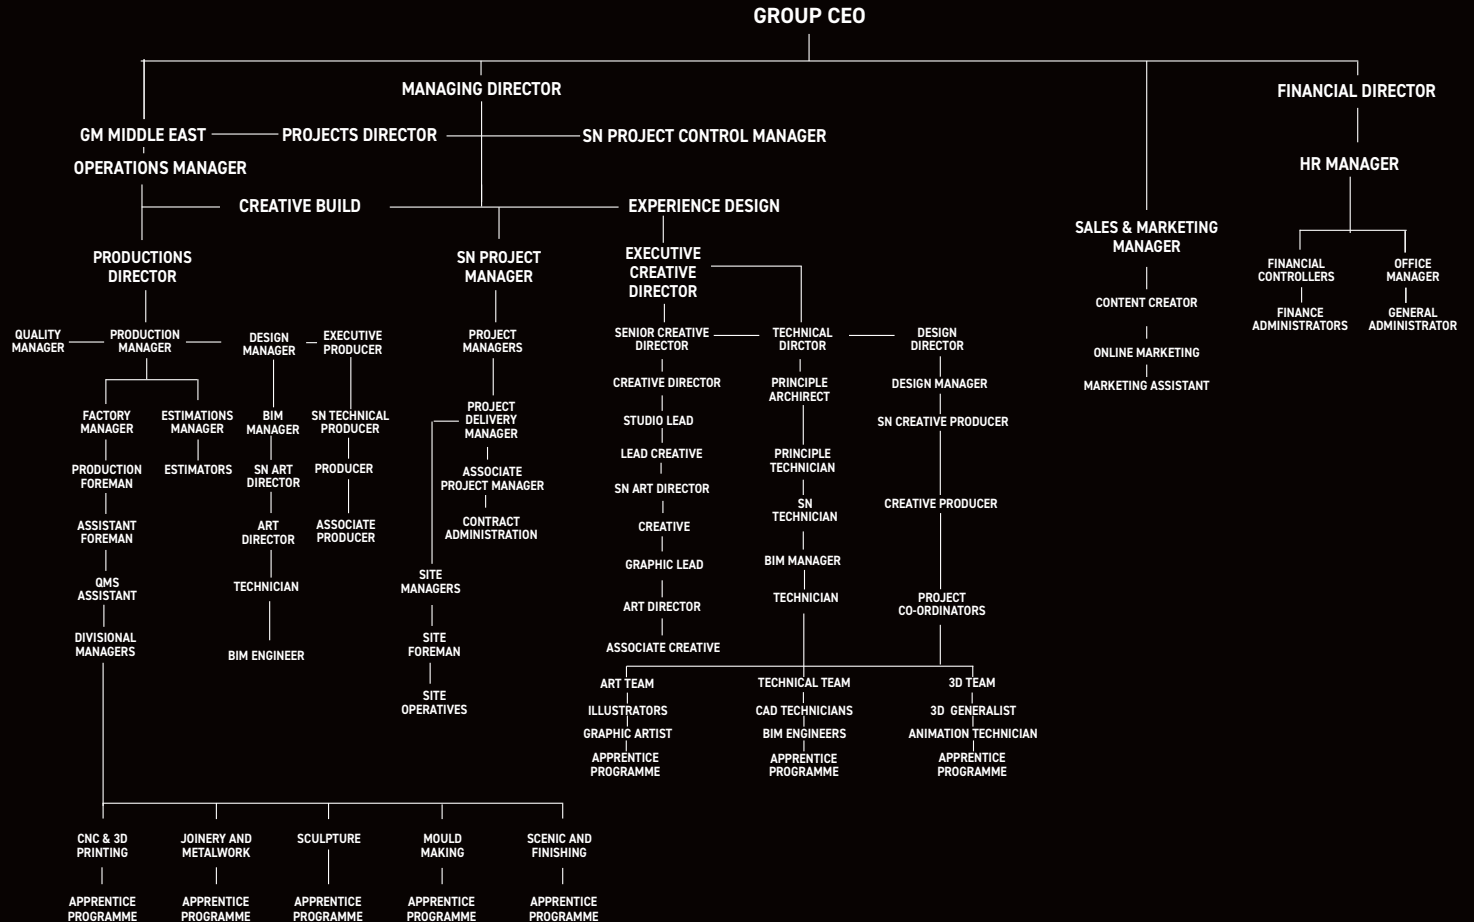 GROUP CEO
MANAGING DIRECTOR
FINANCIAL DIRECTOR
GM MIDDLE EAST
PROJECTS DIRECTOR
SN PROJECT CONTROL MANAGER
OPERATIONS MANAGER
HR MANAGER
CREATIVE BUILD
EXPERIENCE DESIGN
SALES & MARKETING
MANAGER
PRODUCTIONS
DIRECTOR
SN PROJECT
MANAGER
EXECUTIVE
CREATIVE
DIRECTOR
FINANCIAL
CONTROLLERS
OFFICE
MANAGER
CONTENT CREATOR
FINANCE
ADMINISTRATORS
GENERAL
ADMINISTRATOR
QUALITY
MANAGER
PRODUCTION
MANAGER
DESIGN
MANAGER
EXECUTIVE
PRODUCER
PROJECT
MANAGERS
SENIOR CREATIVE
DIRECTOR
TECHNICAL
DIRCTOR
DESIGN
DIRECTOR
ONLINE MARKETING
MARKETING ASSISTANT
CREATIVE DIRECTOR
PRINCIPLE
ARCHIRECT
DESIGN MANAGER
FACTORY
MANAGER
ESTIMATIONS
MANAGER
BIM
MANAGER
SN TECHNICAL
PRODUCER
PROJECT
DELIVERY
MANAGER
STUDIO LEAD
SN CREATIVE PRODUCER
PRODUCTION
FOREMAN
ESTIMATORS
SN ART
DIRECTOR
PRODUCER
ASSOCIATE
PROJECT MANAGER
LEAD CREATIVE
PRINCIPLE
TECHNICIAN
SN ART DIRECTOR
SN
TECHNICIAN
CREATIVE PRODUCER
ASSISTANT
FOREMAN
ART
DIRECTOR
ASSOCIATE
PRODUCER
CONTRACT
ADMINISTRATION
CREATIVE
GRAPHIC LEAD
BIM MANAGER
QMS
ASSISTANT
TECHNICIAN
SITE
MANAGERS
ART DIRECTOR
TECHNICIAN
PROJECT
CO-ORDINATORS
DIVISIONAL
MANAGERS
BIM ENGINEER
SITE
FOREMAN
ASSOCIATE CREATIVE
SITE
OPERATIVES
ART TEAM
TECHNICAL TEAM
3D TEAM
ILLUSTRATORS
CAD TECHNICIANS
3D GENERALIST
GRAPHIC ARTIST
BIM ENGINEERS
ANIMATION TECHNICIAN
APPRENTICE
PROGRAMME
APPRENTICE
PROGRAMME
APPRENTICE
PROGRAMME
CNC & 3D
PRINTING
JOINERY AND
METALWORK
SCULPTURE
MOULD
MAKING
SCENIC AND
FINISHING
APPRENTICE
PROGRAMME
APPRENTICE
PROGRAMME
APPRENTICE
PROGRAMME
APPRENTICE
PROGRAMME
APPRENTICE
PROGRAMME